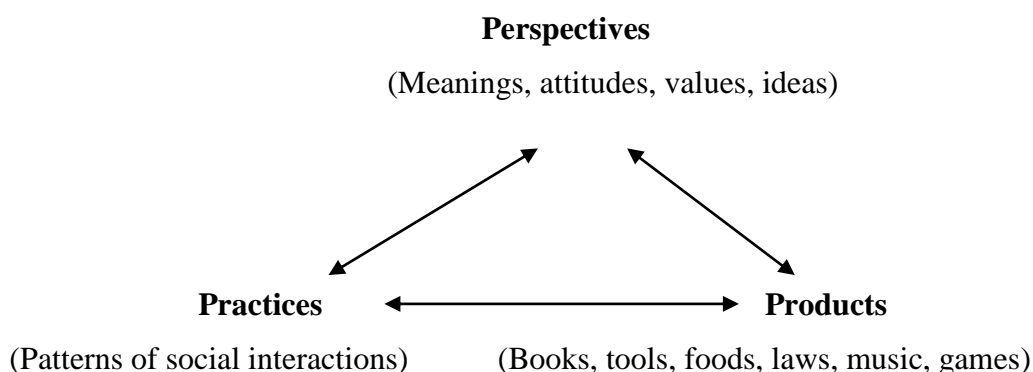 Perspectives
(Meanings, attitudes, values, ideas)
Practices
Products
(Patterns of social interactions)
(Books, tools, foods, laws, music, games)